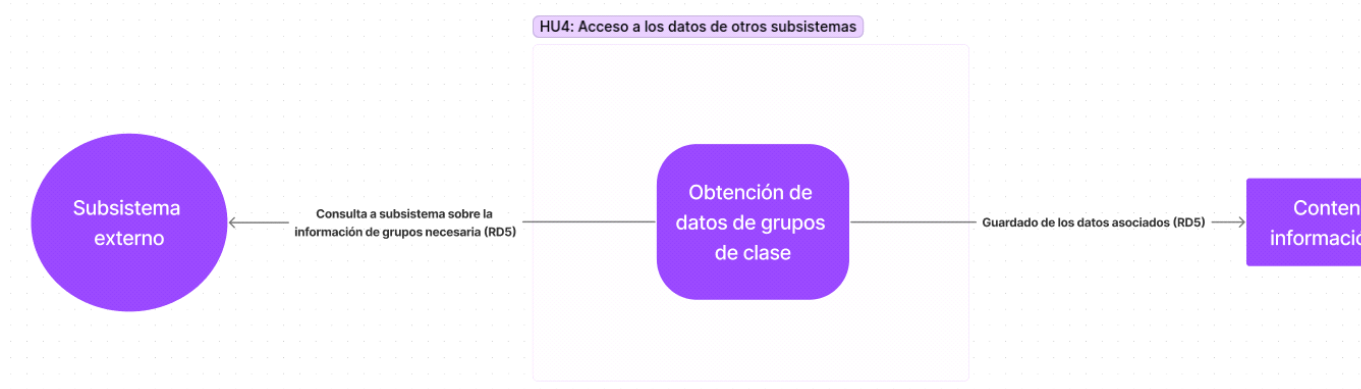 HU4: Acceso a los datos de otros subsistemas
Subsistema
externo
Consulta a subsistema sobre la
información de grupos necesaria (RD5)
Obtención de
datos de grupos
de clase
Guardado de los datos asociados (RD5)